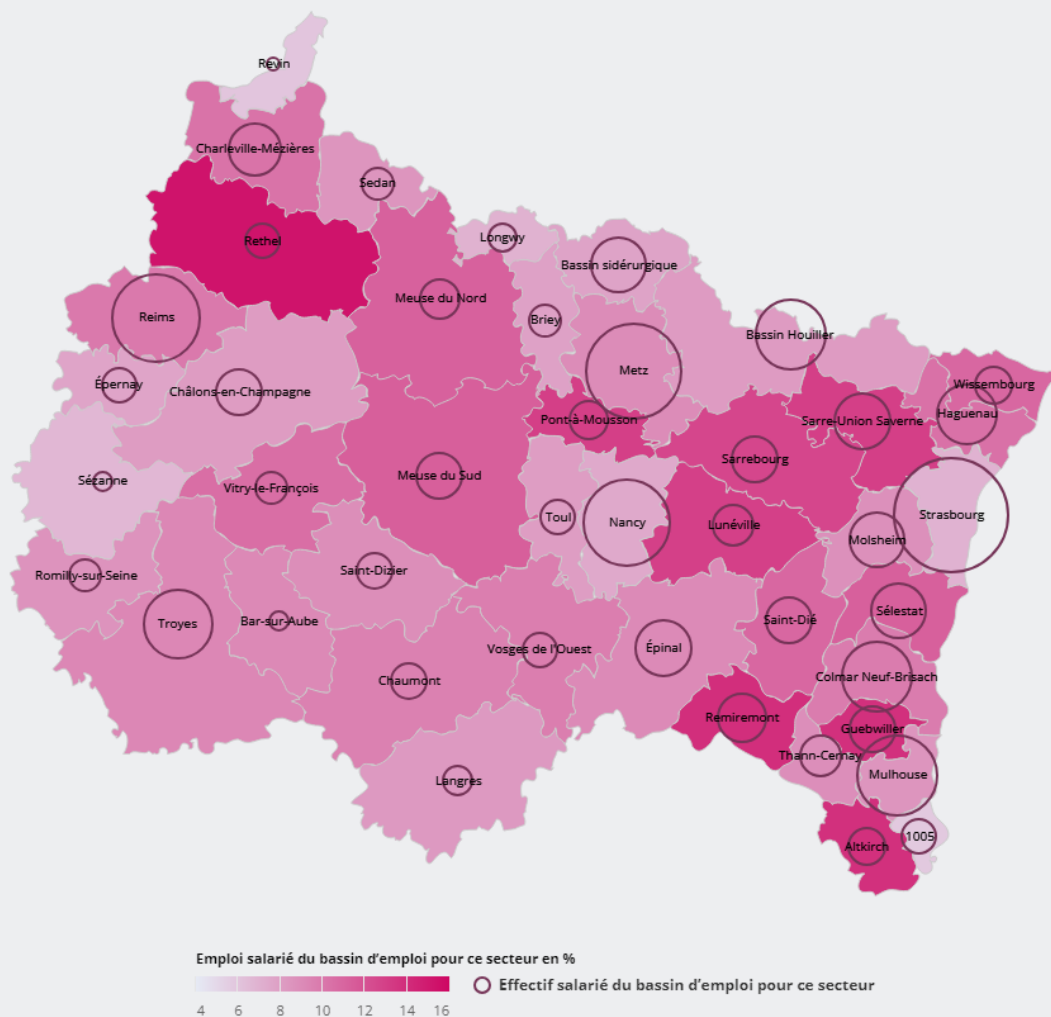 Revin
Charleville-Mézières
Sedan
Rethel
Longwy
Bassin sidérurgique
Meuse du Nord
Reims
Briey
Bassin Houiller
Metz
Épernay
Châlons-en-Champagne
Wissembourg
Haguenau
Pont-à-Mousson
Sarre-Union Saverne
Sarrebourg
Meuse du Sud
Sézanne
Vitry-le-François
Strasbourg
Toul
Nancy
Lunéville
Molsheim
Saint-Dizier
Romilly-sur-Seine
Sélestat
Troyes
Bar-sur-Aube
Saint-Dié
Vosges de l'Ouest
Épinal
Colmar Neuf-Brisach
Chaumont
Remiremont
Guebwiller
Thann-Cernay
Mulhouse
Langres
1005
Altkirch
Emploi salarié du bassin d’emploi pour ce secteur en %
Effectif salarié du bassin d’emploi pour ce secteur
4 6 8 10 12 14 16